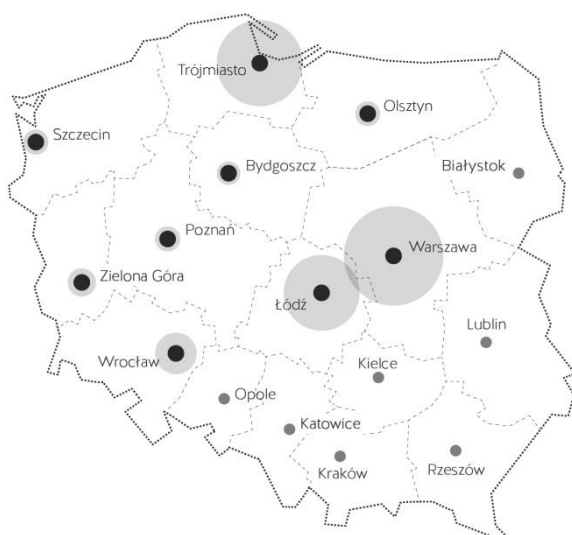 Trójmiasto
Olsztyn
Szczecin
Bydgoszcz
Białystok
Poznań
Warszawa
Zielona Góra
Łódź
Lublin
Wrocław
Kielce
Opole
Katowice
Kraków
Rzeszów